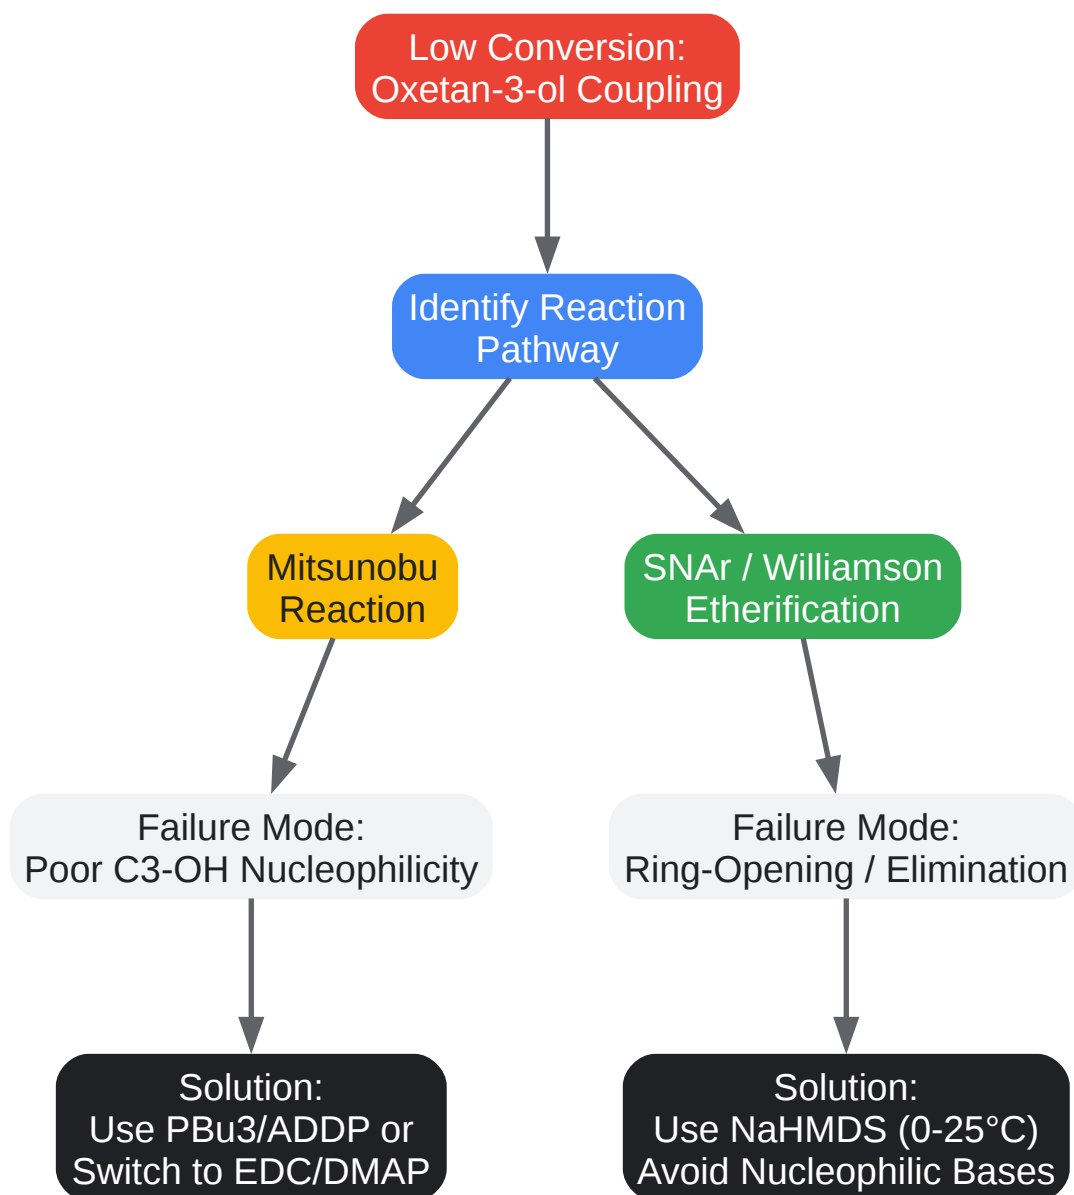 Low Conversion:
Oxetan-3-ol Coupling
Identify Reaction
Pathway
Mitsunobu
Reaction
SNAr / Williamson
Etherification
Failure Mode:
Poor C3-OH Nucleophilicity
Failure Mode:
Ring-Opening / Elimination
Solution:
Use PBu3/ADDP or
Switch to EDC/DMAP
Solution:
Use NaHMDS (0-25°C)
Avoid Nucleophilic Bases